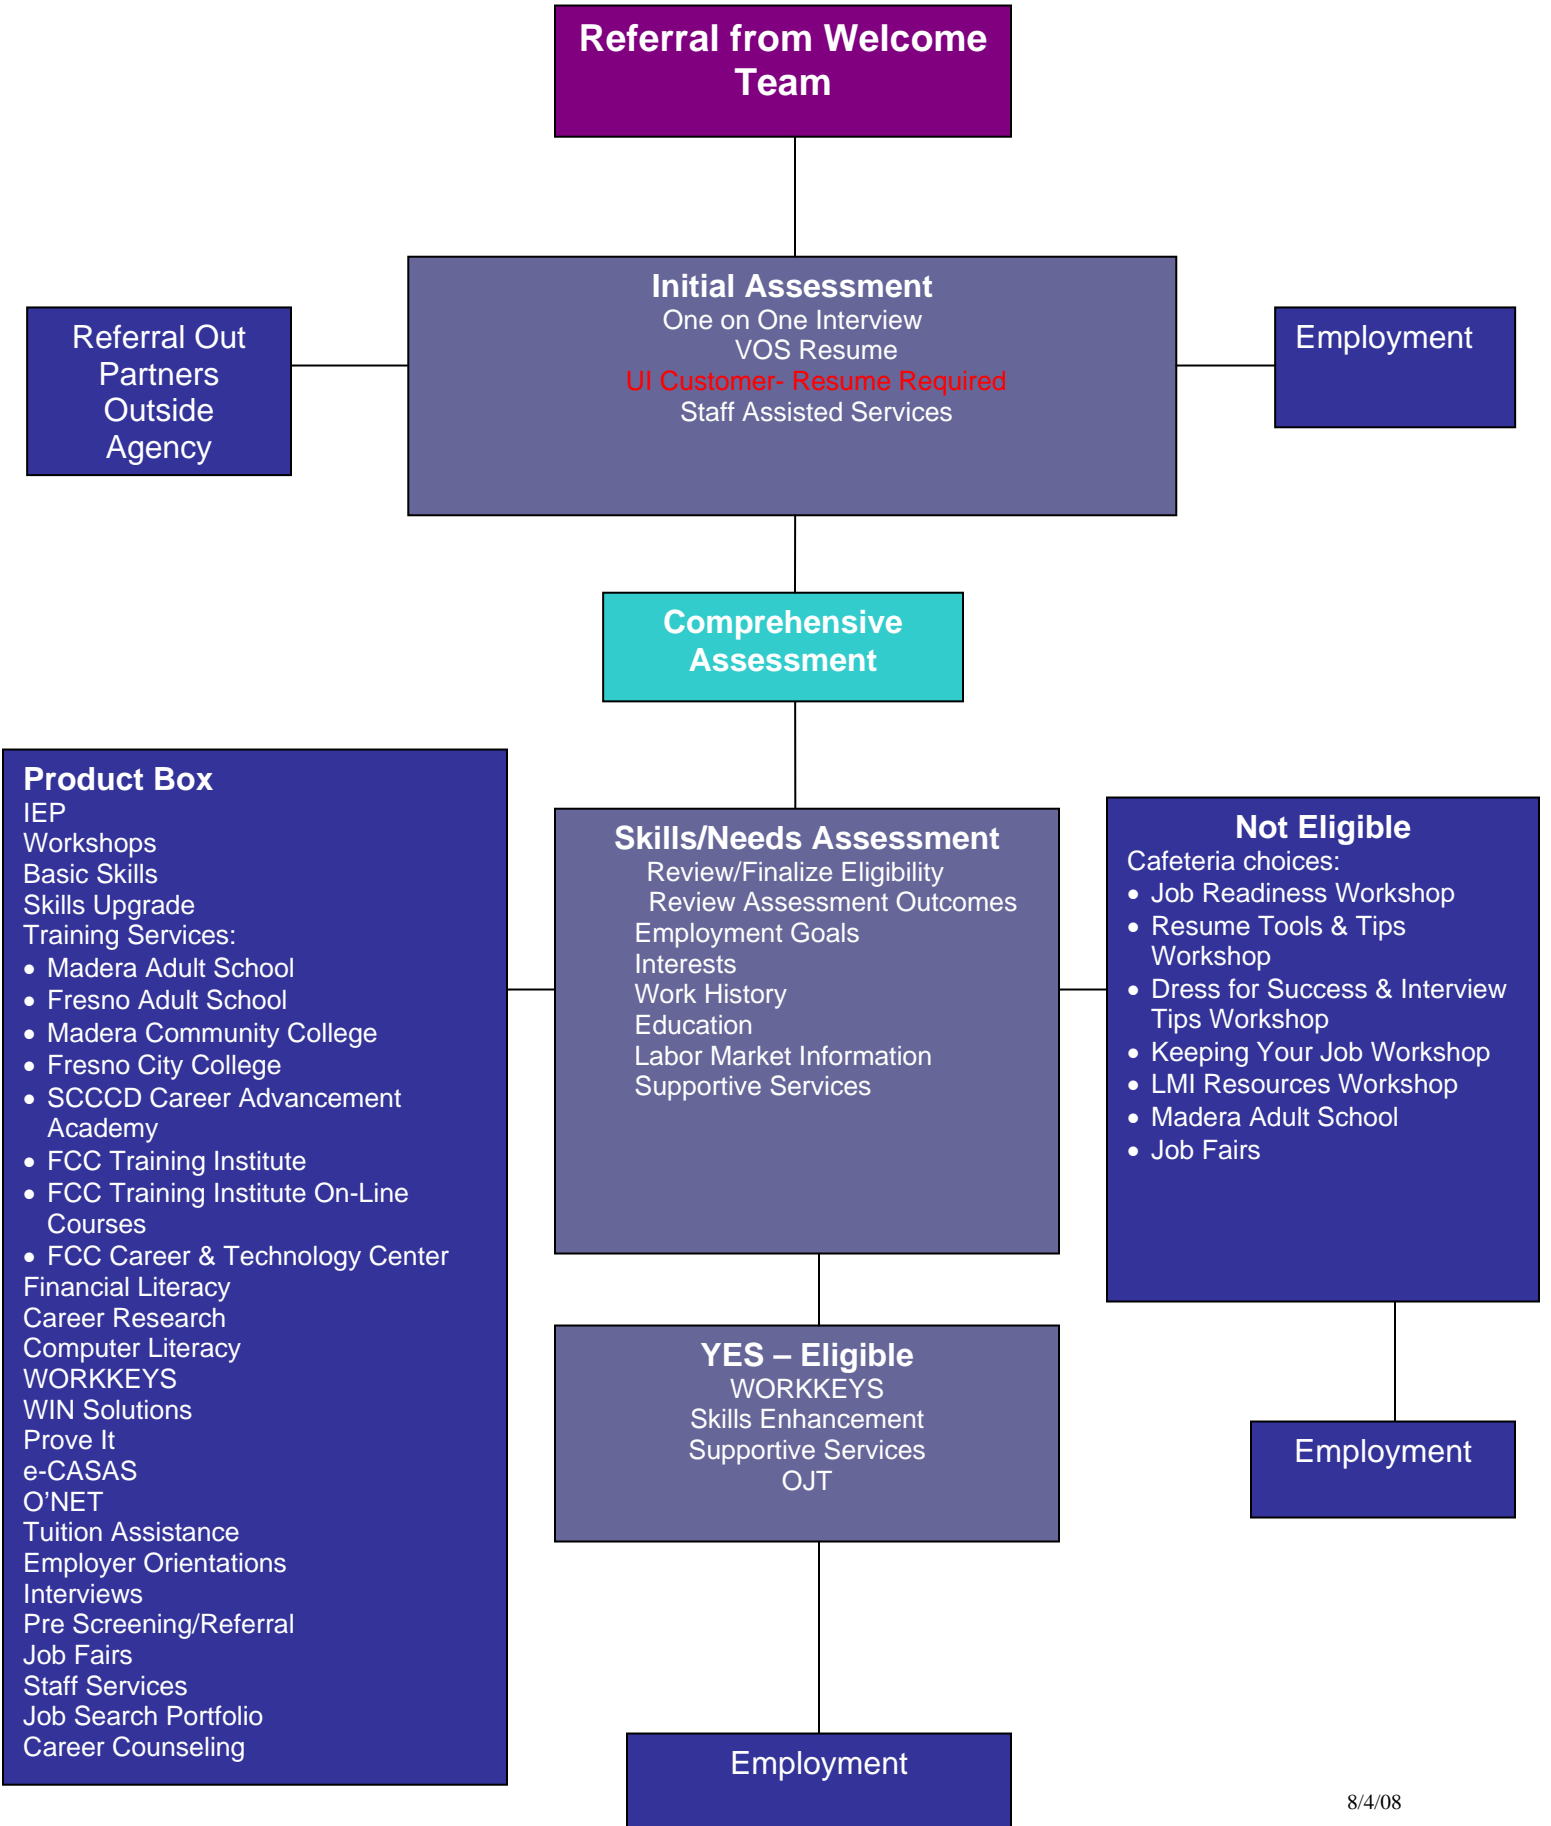 Referral from Welcome
Team
Initial Assessment
One on One Interview
VOS Resume
UI Customer- Resume Required
Staff Assisted Services
Referral Out
Partners
Outside
Agency
Employment
Comprehensive
Assessment
Product Box
IEP
Workshops
Basic Skills
Skills Upgrade
Training Services:
• Madera Adult School
• Fresno Adult School
• Madera Community College
• Fresno City College
• SCCCD Career Advancement
Academy
• FCC Training Institute
• FCC Training Institute On-Line
Courses
• FCC Career & Technology Center
Financial Literacy
Career Research
Computer Literacy
WORKKEYS
WIN Solutions
Prove It
e-CASAS
O’NET
Tuition Assistance
Employer Orientations
Interviews
Pre Screening/Referral
Job Fairs
Staff Services
Job Search Portfolio
Career Counseling
Skills/Needs Assessment
Review/Finalize Eligibility
Review Assessment Outcomes
Employment Goals
Interests
Work History
Education
Labor Market Information
Supportive Services
Not Eligible
Cafeteria choices:
• Job Readiness Workshop
• Resume Tools & Tips
Workshop
• Dress for Success & Interview
Tips Workshop
• Keeping Your Job Workshop
• LMI Resources Workshop
• Madera Adult School
• Job Fairs
YES – Eligible
WORKKEYS
Skills Enhancement
Supportive Services
OJT
Employment
Employment
8/4/08